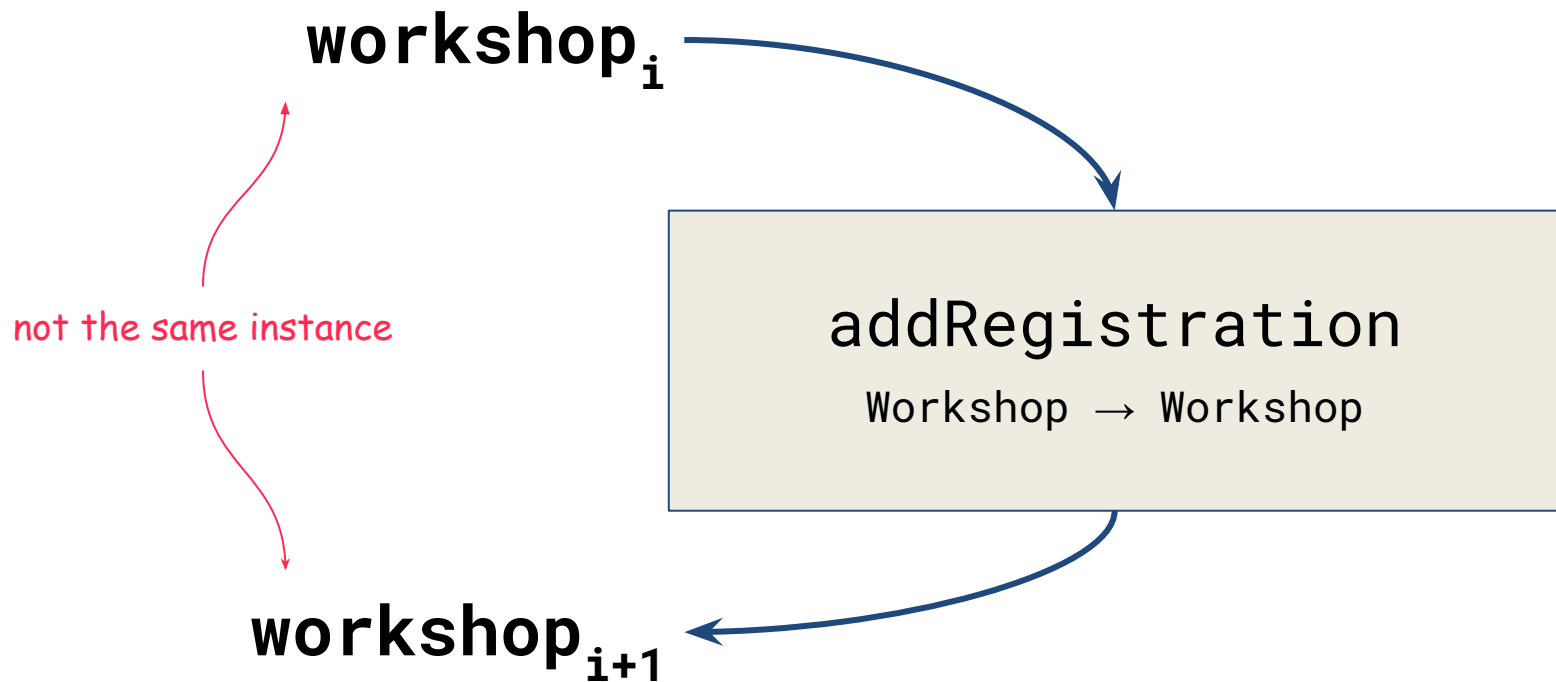 workshopᵢ
addRegistration
Workshop → Workshop
not the same instance
workshopᵢ₊₁